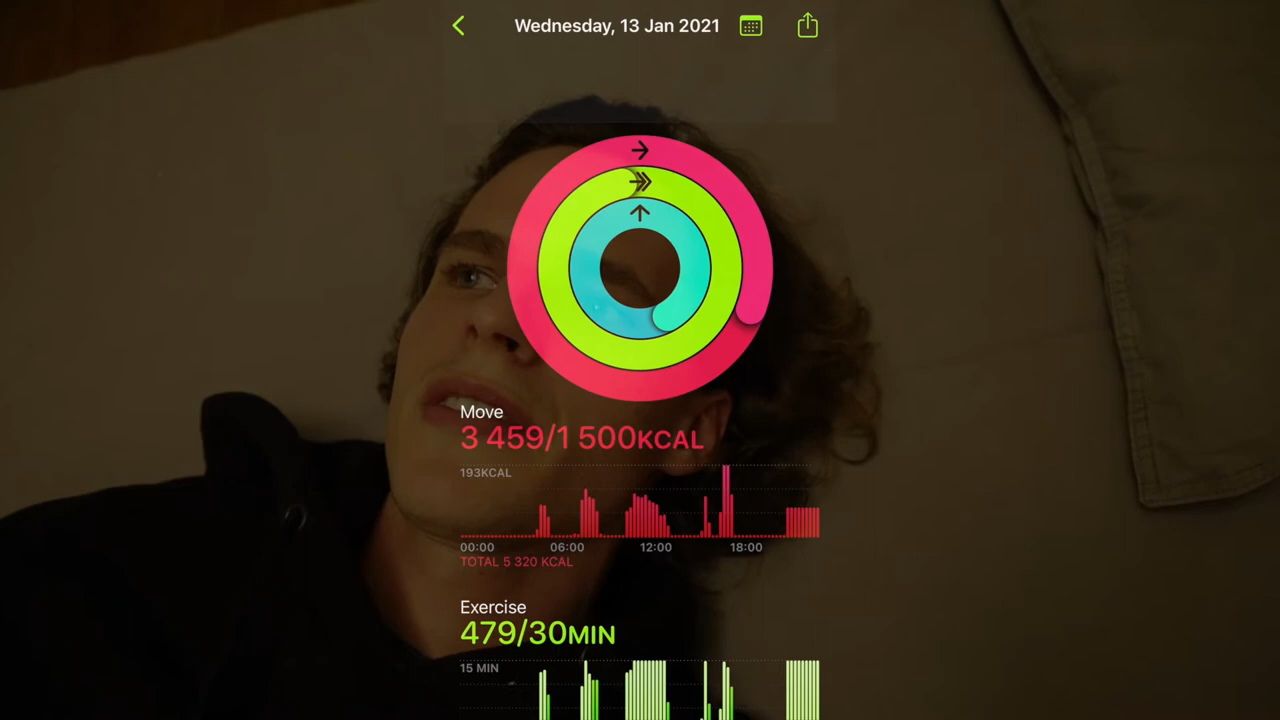 Wednesday, 13 Jan 2021
Move
3 459/1 500KCAL
193KCAL
00:00 06:00 12:00 18:00
TOTAL 5 320 KCAL
Exercise
479/30MIN
15 MIN